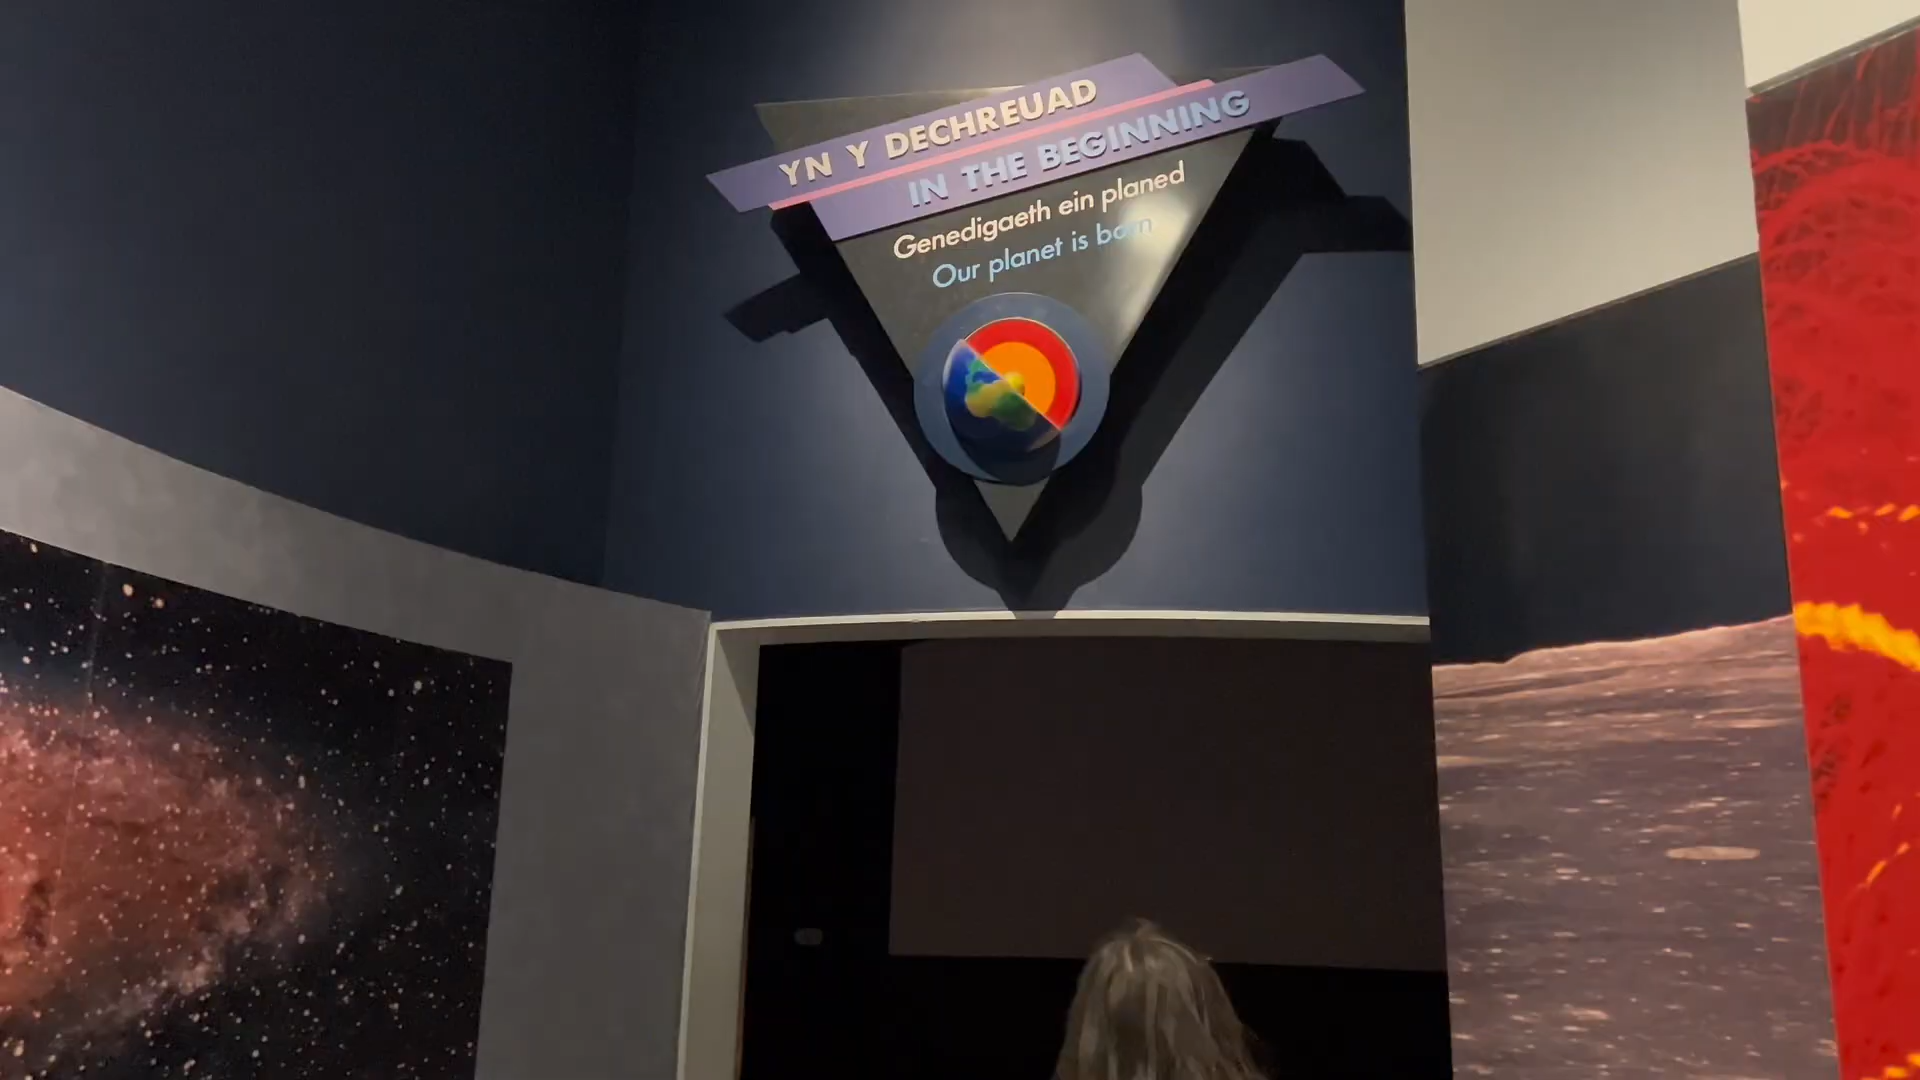 YN Y DECHREUAD
IN THE BEGINNING
Genedigaeth ein planed
Our planet is born